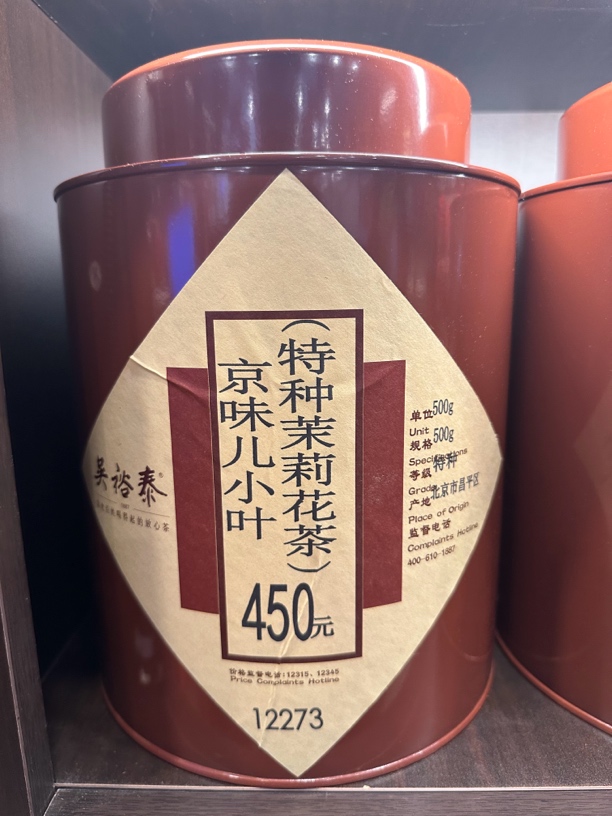 （特种茉莉花茶）
京味儿小叶
450元
吴裕泰
单位500g
Unit
规格500g
Specifications
等级特种
Grade
产地北京市昌平区
Place of Origin
监督电话
Complaints Hotline
400-610-1887
价格监督电话:12315、12345
Price Complaints Hotline
12273